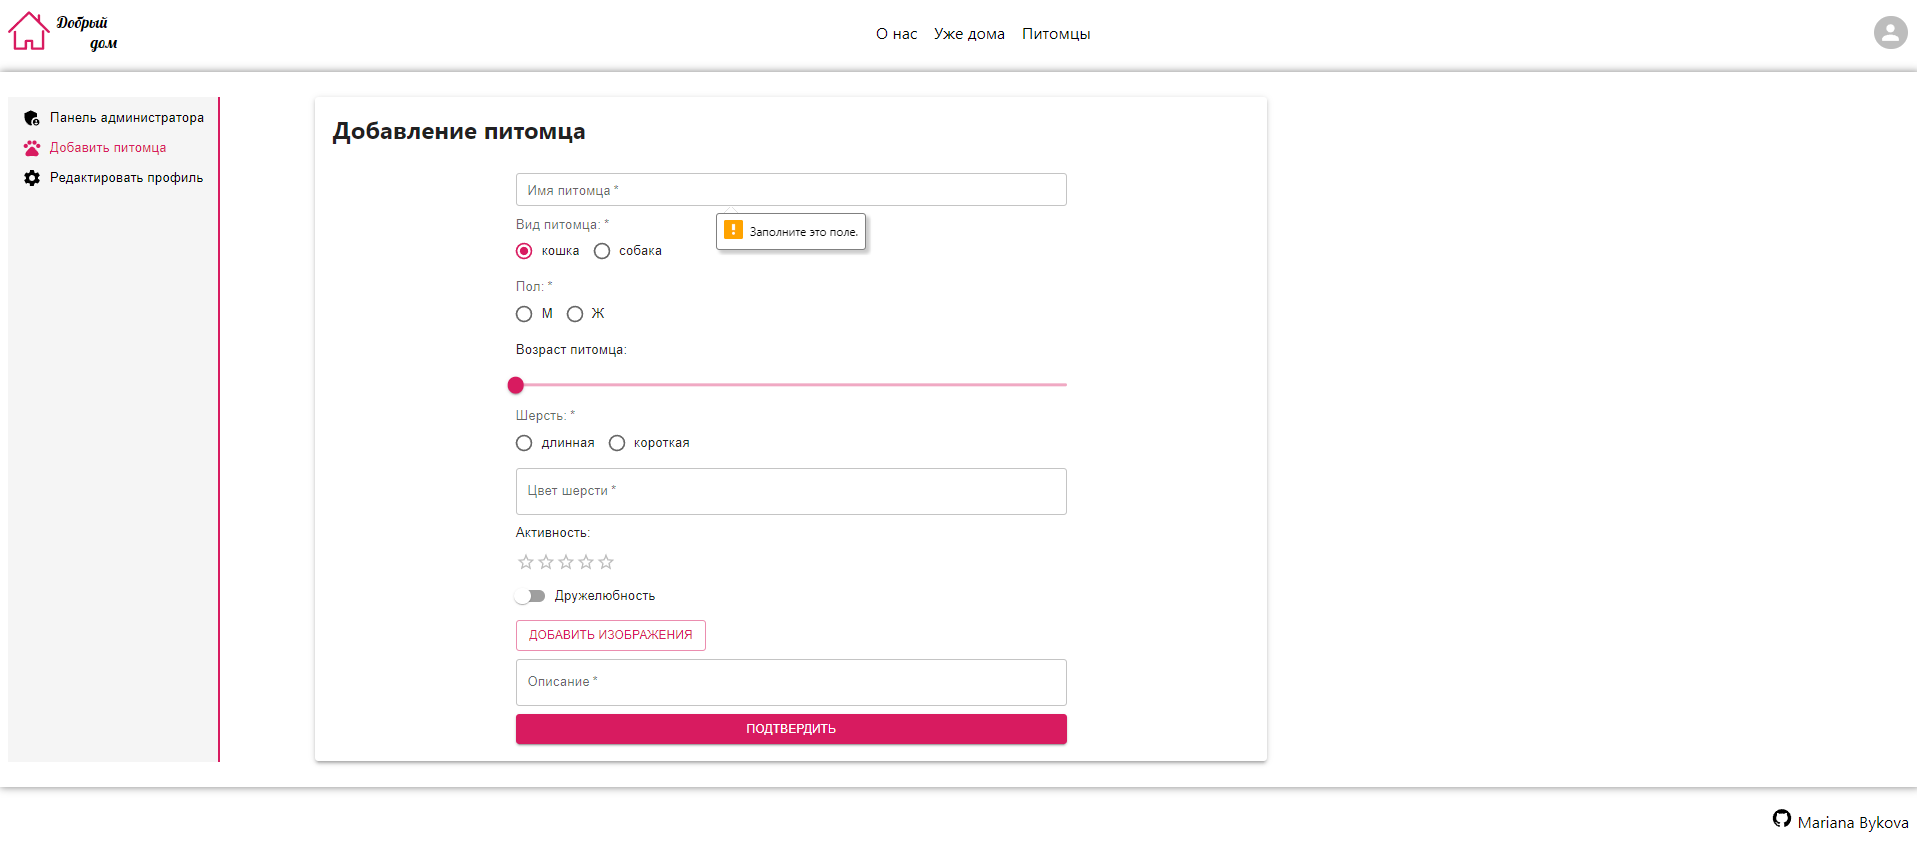 Добрый
дом
О нас Уже дома Питомцы
Панель администратора
Добавить питомца
Редактировать профиль
Добавление питомца
Имя питомца *
Заполните это поле.
Вид питомца: *
кошка собака
Пол: *
М Ж
Возраст питомца:
Шерсть: *
длинная короткая
Цвет шерсти *
Активность:
Дружелюбность
ДОБАВИТЬ ИЗОБРАЖЕНИЯ
Описание *
ПОДТВЕРДИТЬ
Mariana Bykova